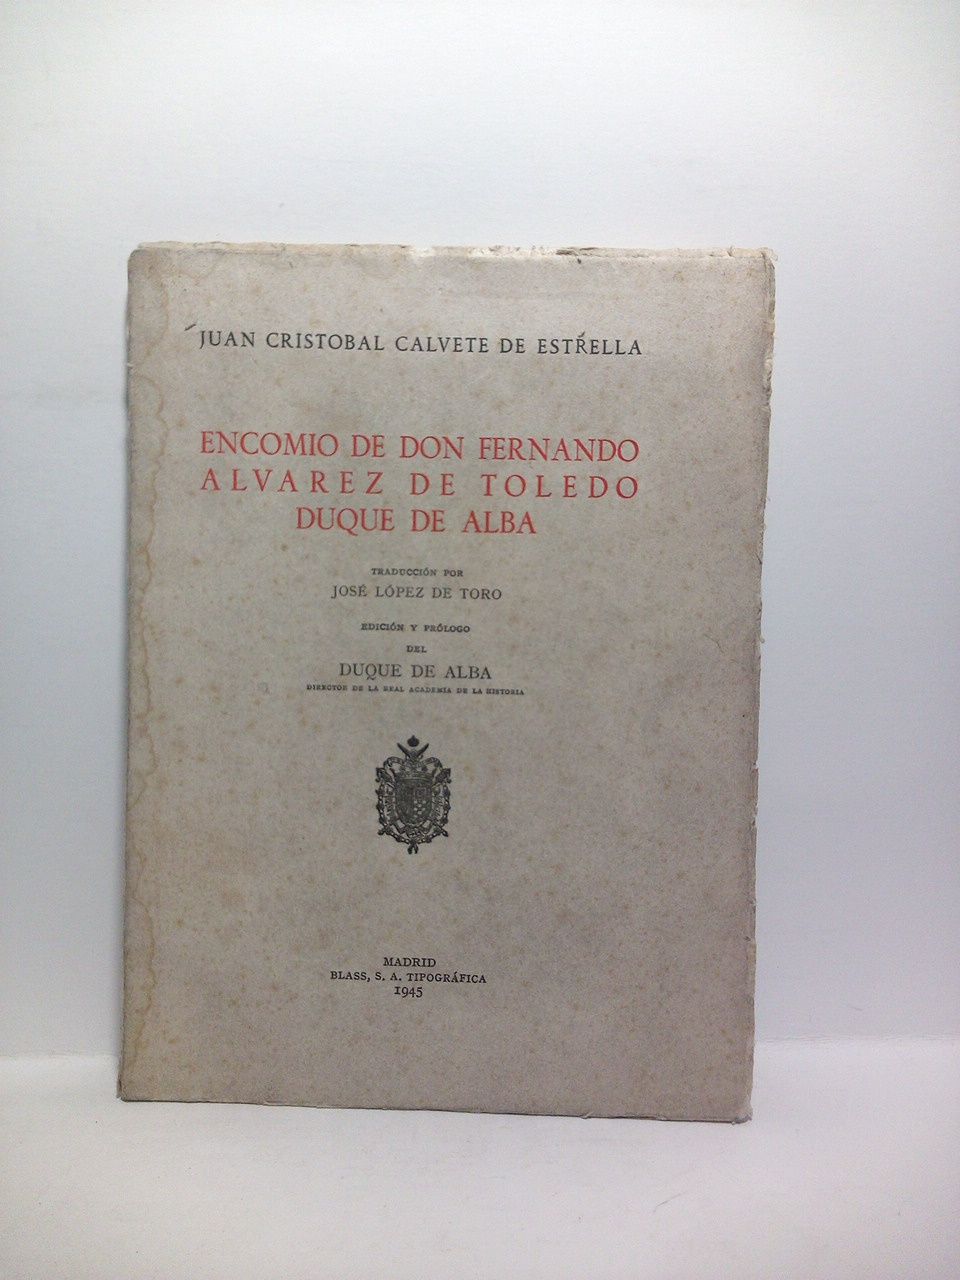 JUAN CRISTOBAL CALVETE DE ESTRELLA
ENCOMIO DE DON FERNANDO
ALVAREZ DE TOLEDO
DUQUE DE ALBA
TRADUCCIÓN POR
JOSÉ LÓPEZ DE TORO
EDICIÓN Y PRÓLOGO
DEL
DUQUE DE ALBA
DIRECTOR DE LA REAL ACADEMIA DE LA HISTORIA
MADRID
BLASS, S. A. TIPOGRÁFICA
1945